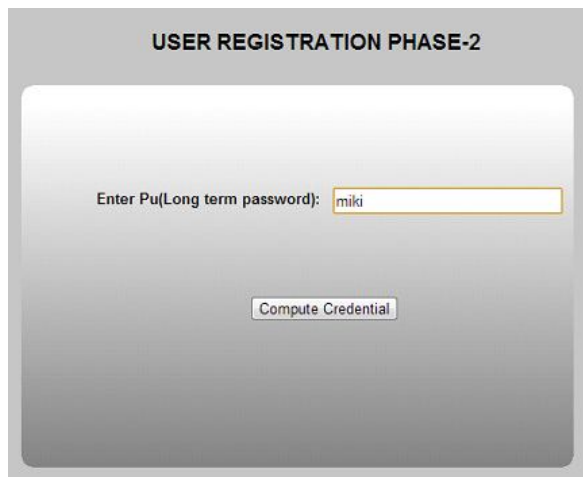 USER REGISTRATION PHASE-2
Enter Pu(Long term password): miki
Compute Credential